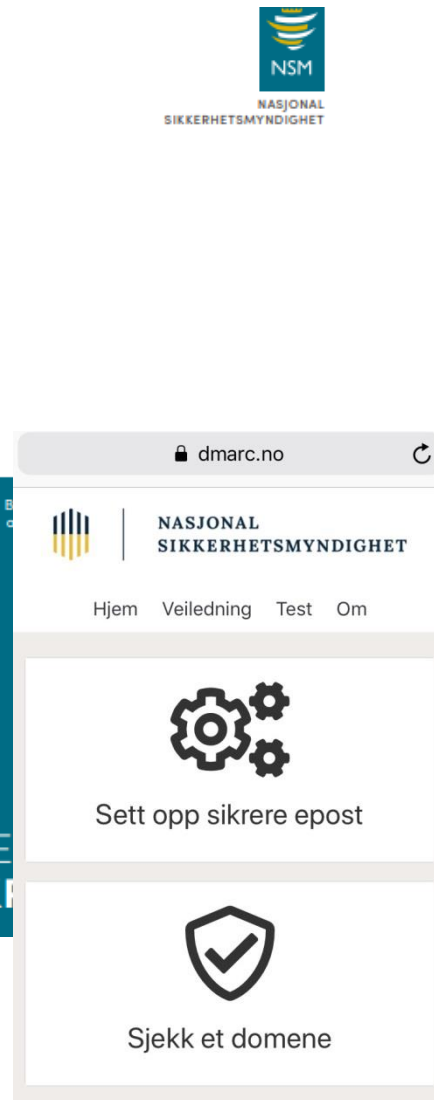 NSM
NASJONAL
SIKKERHETSMYNDIGHET
dmarc.no
NASJONAL
SIKKERHETSMYNDIGHET
Hjem Veiledning Test Om
Sett opp sikrere epost
Sjekk et domene